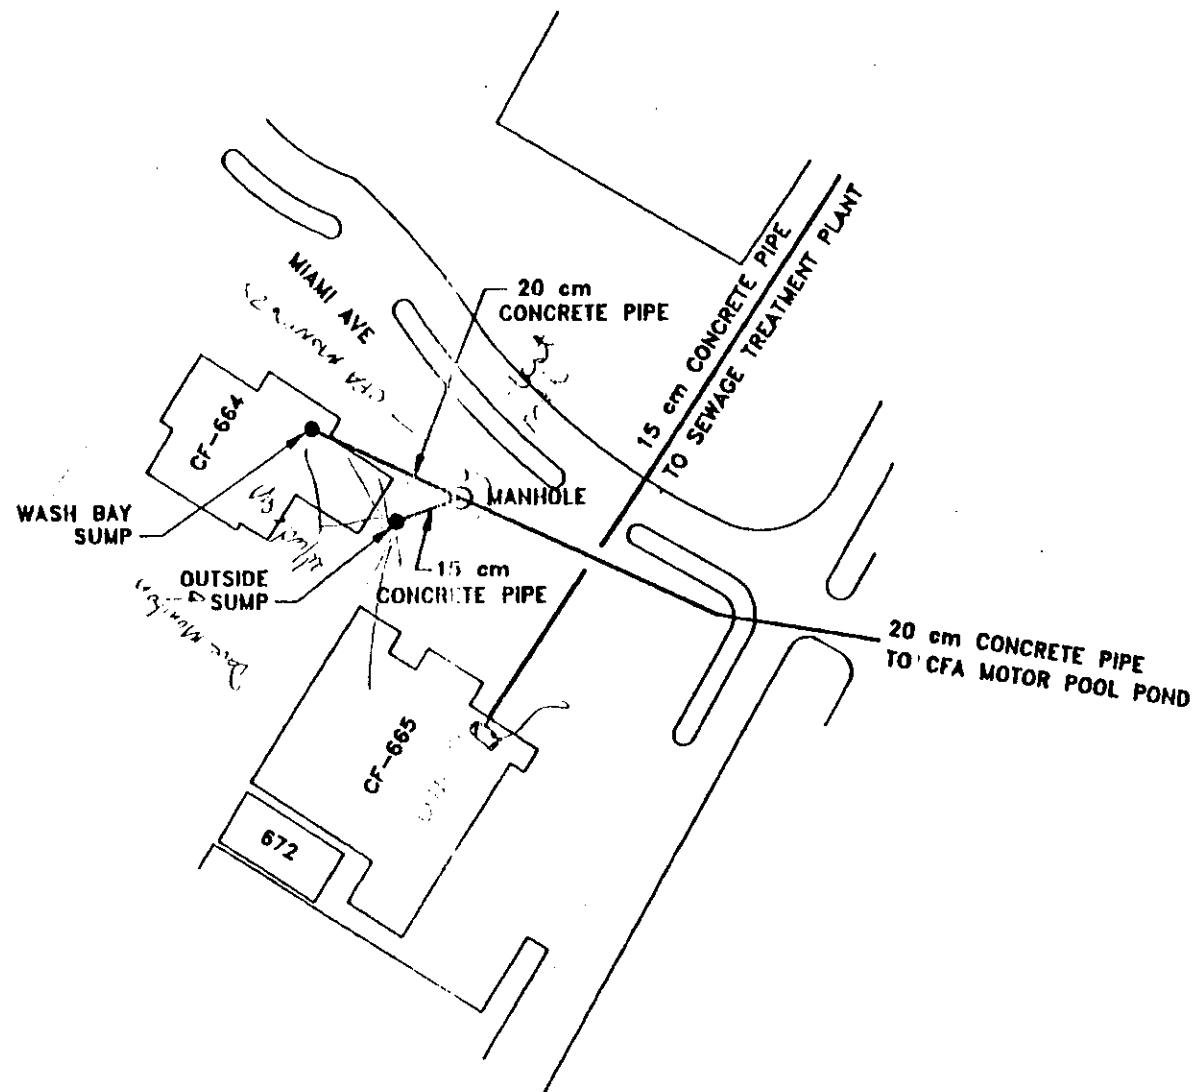 15 cm CONCRETE PIPE
TO SEWAGE TREATMENT PLANT
MIAMI AVE
20 cm
CONCRETE PIPE
CF-664
MANHOLE
WASH BAY
SUMP
OUTSIDE
SUMP
15 cm
CONCRETE PIPE
20 cm CONCRETE PIPE
TO CFA MOTOR POOL POND
CF-665
672